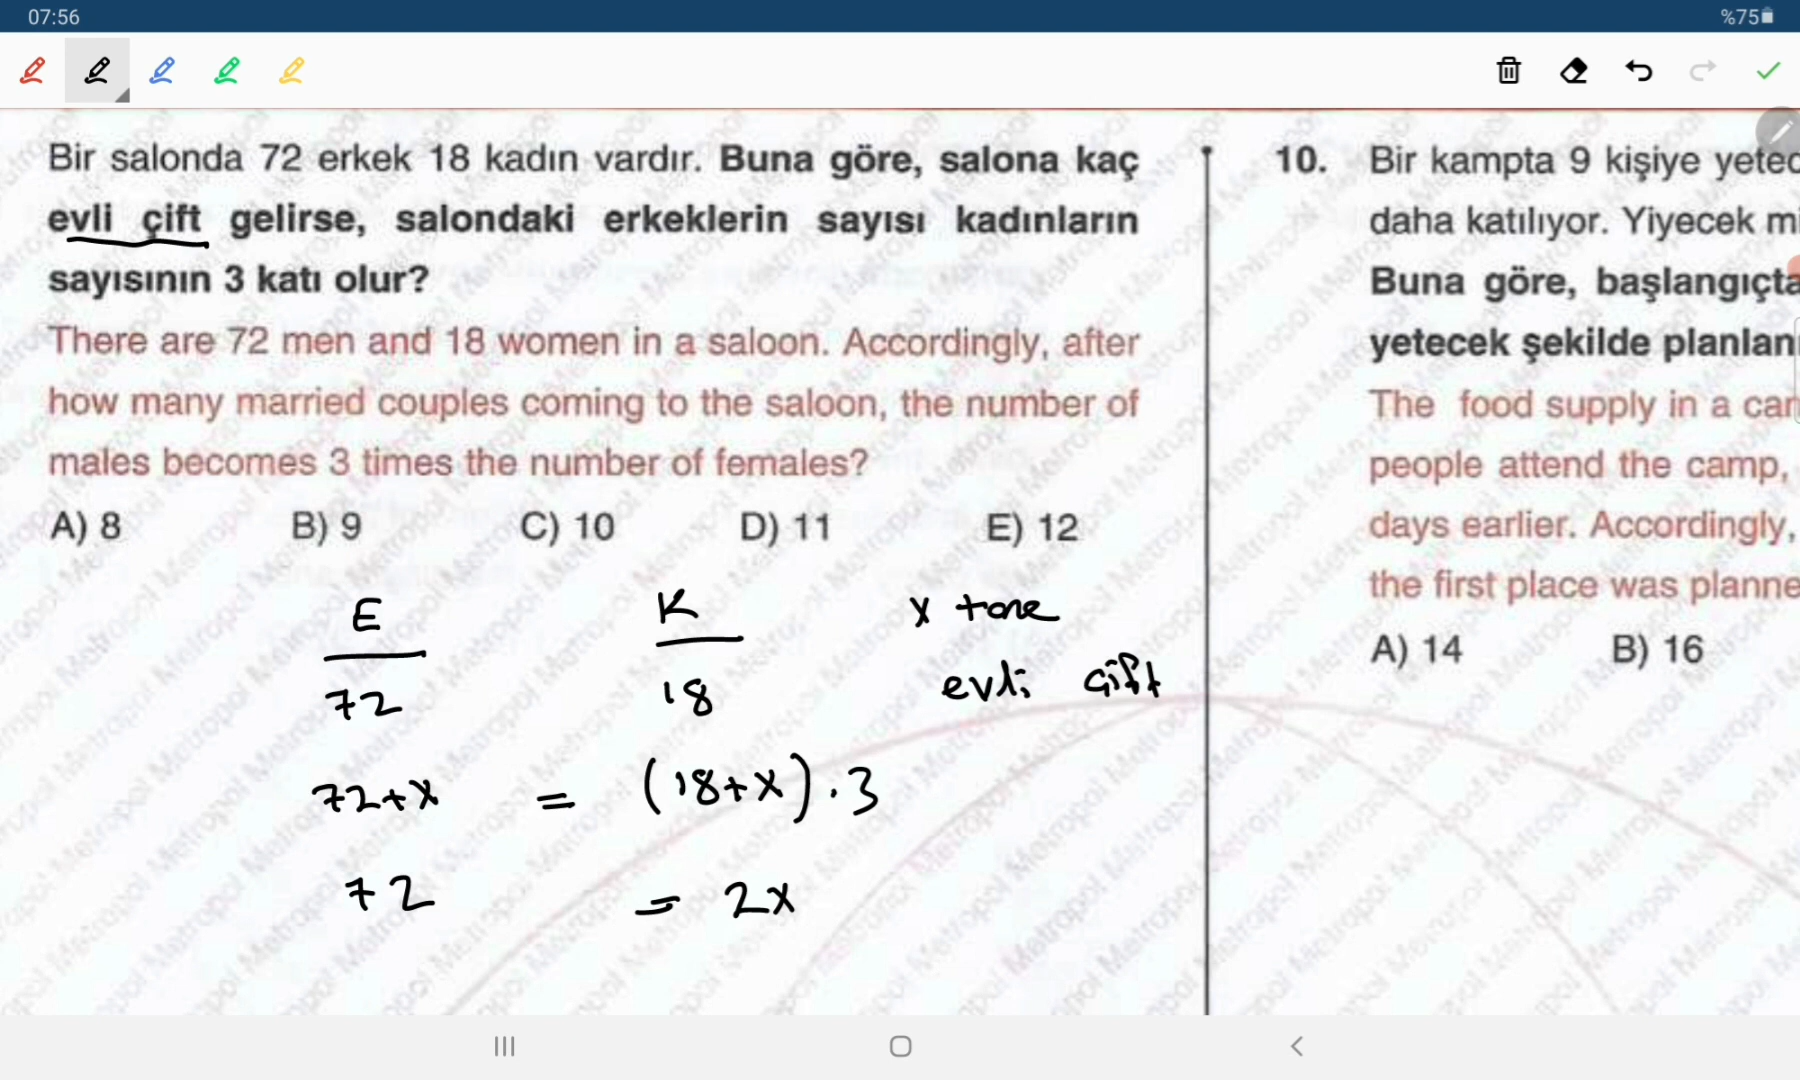 07:56
%75
Bir salonda 72 erkek 18 kadın vardır. Buna göre, salona kaç
evli çift gelirse, salondaki erkeklerin sayısı kadınların
sayısının 3 katı olur?
There are 72 men and 18 women in a saloon. Accordingly, after
how many married couples coming to the saloon, the number of
males becomes 3 times the number of females?
A) 8 B) 9 C) 10 D) 11 E) 12
E K x tane
72 18 evli çift
72+x = (18+x).3
72 = 2x
10. Bir kampta 9 kişiye yetec
daha katılıyor. Yiyecek mi
Buna göre, başlangıçta
yetecek şekilde planlanı
The food supply in a can
people attend the camp,
days earlier. Accordingly,
the first place was planne
A) 14 B) 16